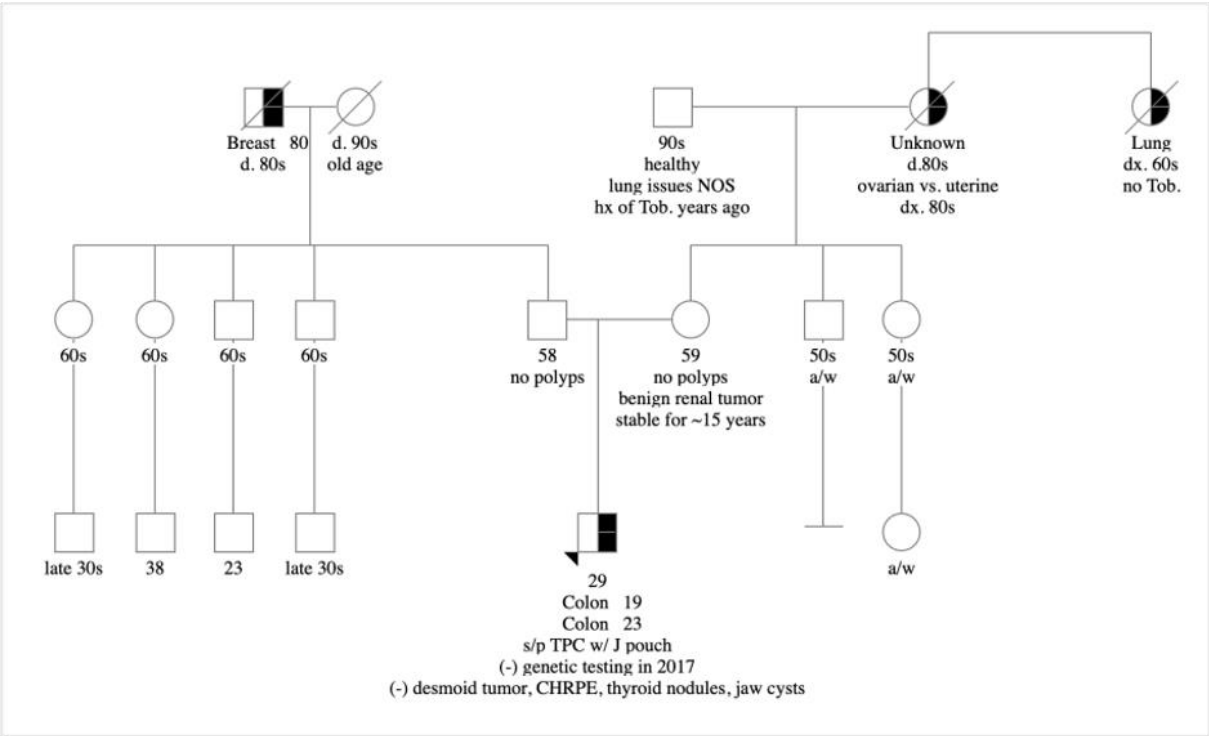 Breast 80
d. 80s
d. 90s
old age
90s
healthy
lung issues NOS
hx of Tob. years ago
Unknown
d.80s
ovarian vs. uterine
dx. 80s
Lung
dx. 60s
no Tob.
60s
60s
60s
60s
58
no polyps
59
no polyps
benign renal tumor
stable for ~15 years
50s
a/w
50s
a/w
late 30s
38
23
late 30s
29
Colon 19
Colon 23
s/p TPC w/ J pouch
(-) genetic testing in 2017
(-) desmoid tumor, CHRPE, thyroid nodules, jaw cysts
a/w